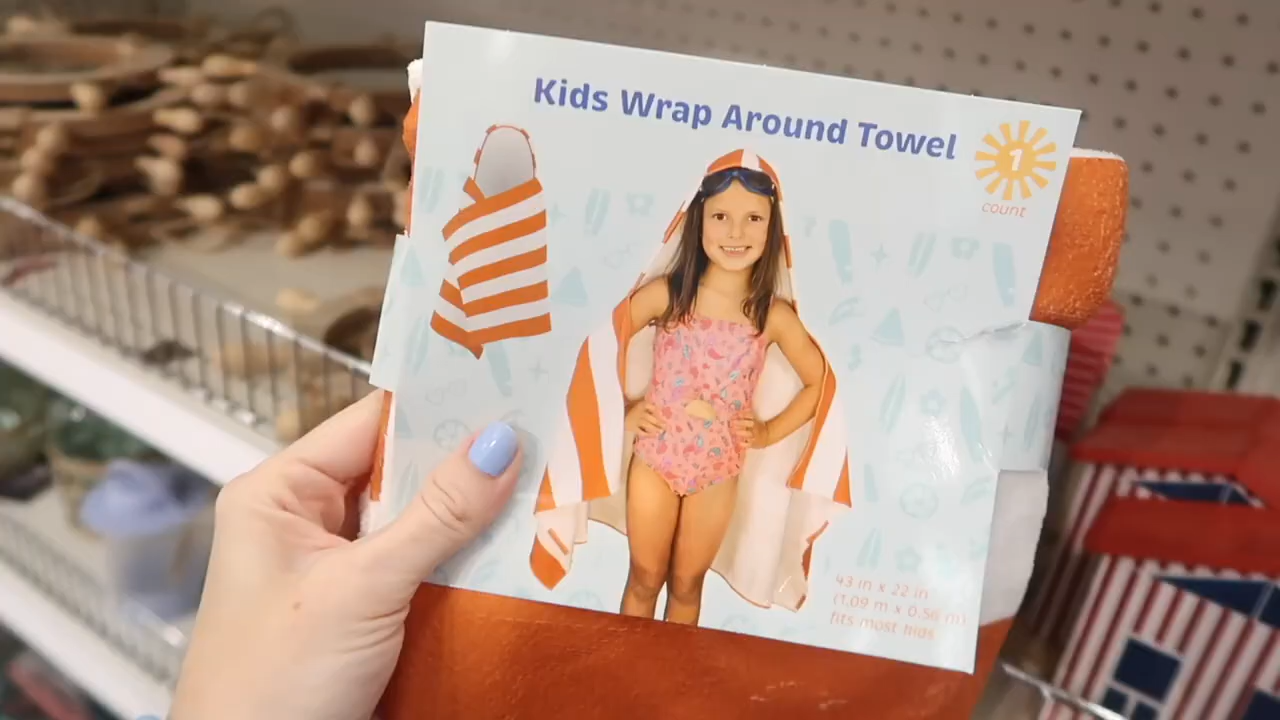 Kids Wrap Around Towel
1
count
43 in x 22 in
(1,09 m x 0.56 m)
fits most kids